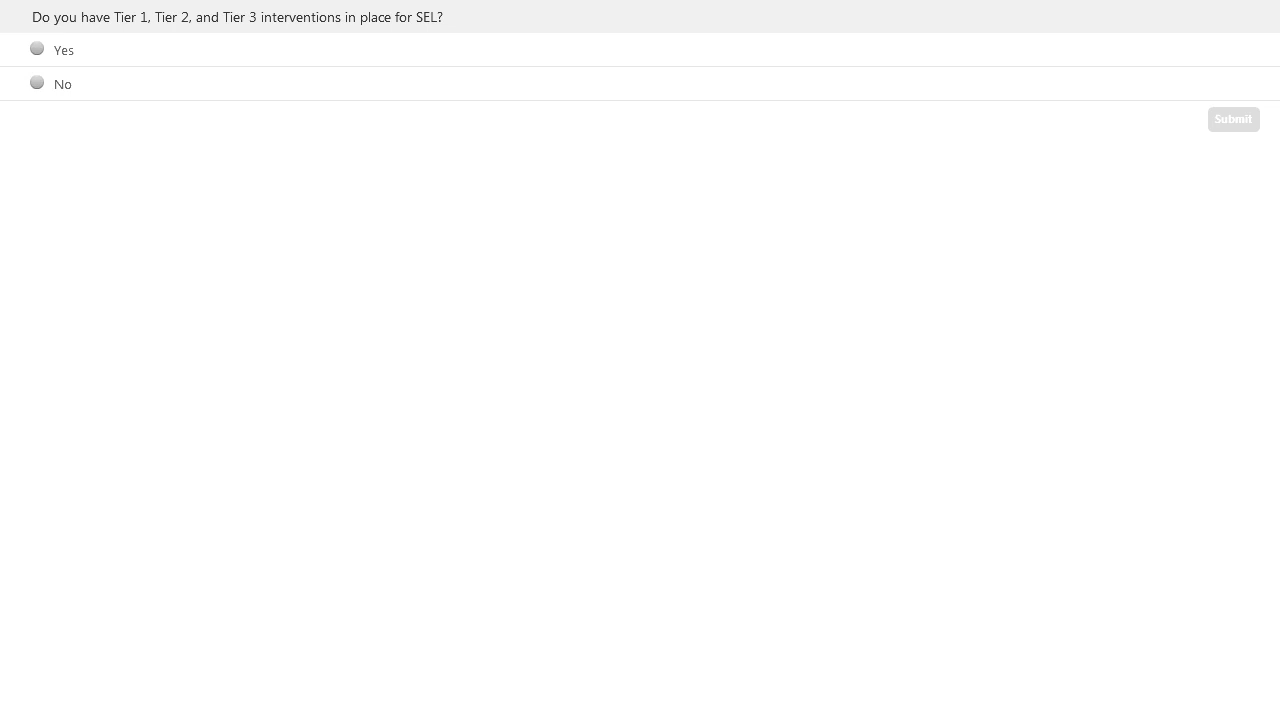 Do you have Tier 1, Tier 2, and Tier 3 interventions in place for SEL?
Yes
No
Submit